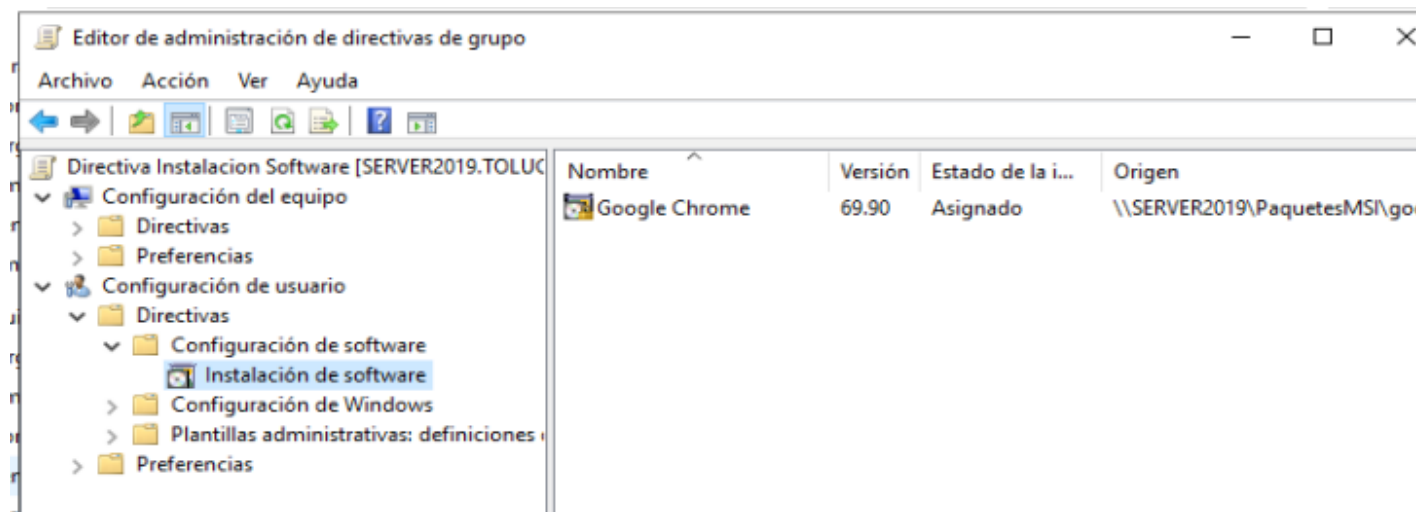 Editor de administración de directivas de grupo
Archivo Acción Ver Ayuda
Directiva Instalacion Software [SERVER2019.TOLUC
Configuración del equipo
Directivas
Preferencias
Configuración de usuario
Directivas
Configuración de software
Instalación de software
Configuración de Windows
Plantillas administrativas: definiciones
Preferencias
Nombre Versión Estado de la i... Origen
Google Chrome 69.90 Asignado \\SERVER2019\PaquetesMSI\go